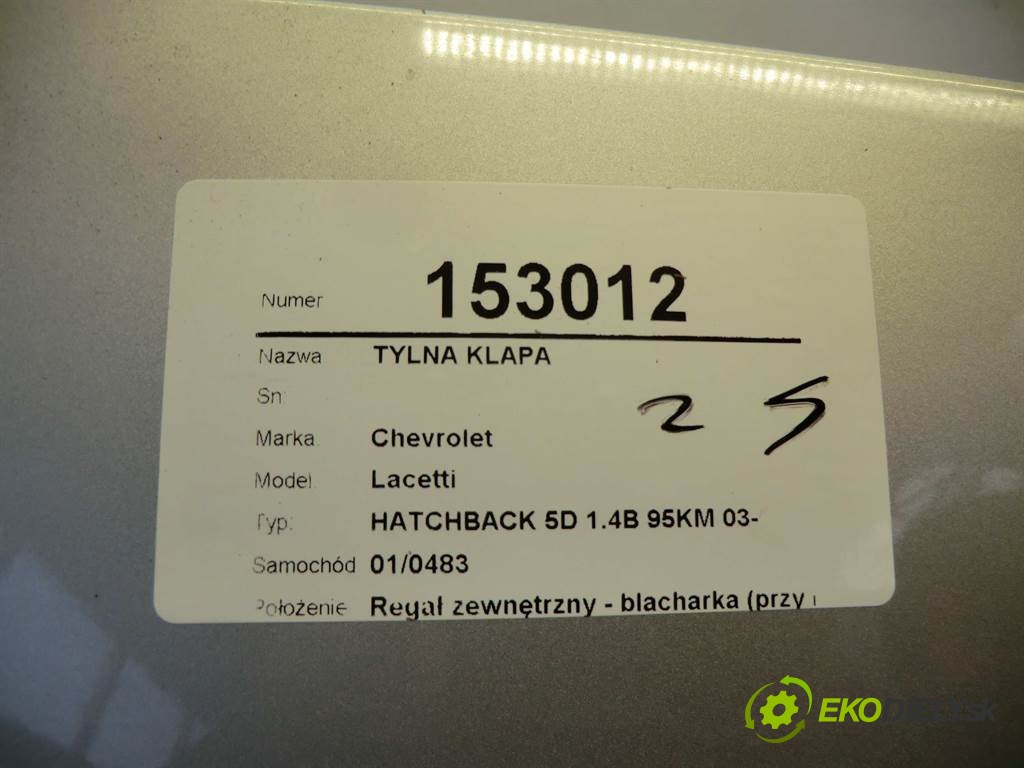 Numer 153012
Nazwa TYLNA KLAPA
Sn:
2 5
Marka Chevrolet
Model Lacetti
Typ: HATCHBACK 5D 1.4B 95KM 03-
Samochód 01/0483
Położenie Regał zewnętrzny - blacharka (przy
EKO